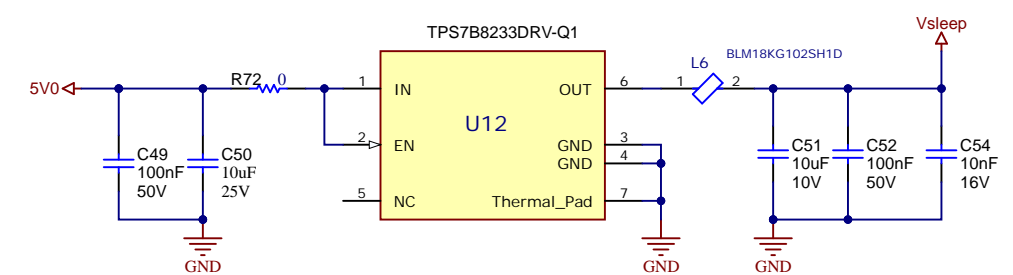 TPS7B8233DRV-Q1
Vsleep
5V0
R72 0
1 IN
2 EN
5 NC
U12
OUT 6
GND 3
GND 4
Thermal_Pad 7
L6
BLM18KG102SH1D
1 2
C49
100nF
50V
C50
10uF
25V
C51
10uF
10V
C52
100nF
50V
C54
10nF
16V
GND
GND
GND